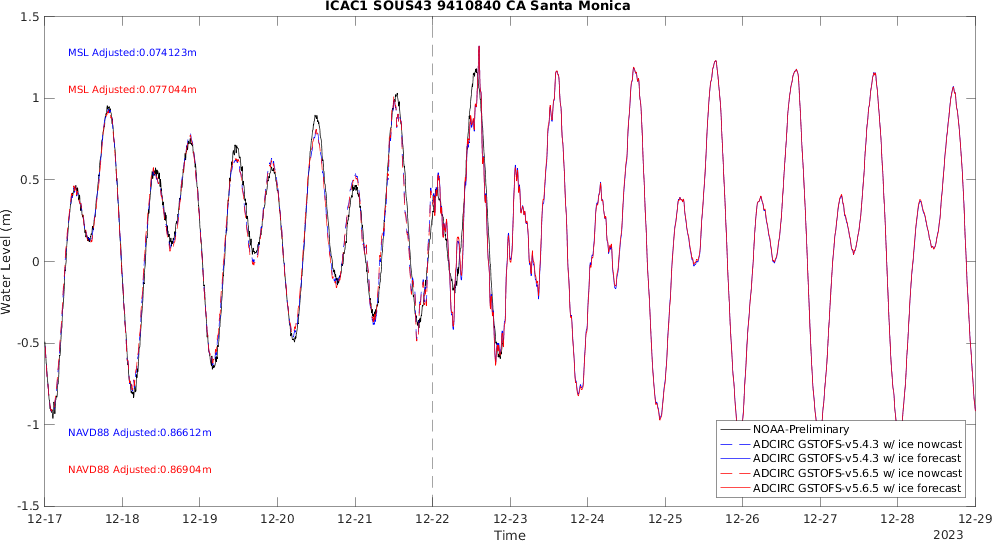 ICAC1 SOUS43 9410840 CA Santa Monica
1.5
MSL Adjusted:0.074123m
MSL Adjusted:0.077044m
1
0.5
0
-0.5
-1
-1.5
Water Level (m)
NAVD88 Adjusted:0.86612m
NAVD88 Adjusted:0.86904m
NOAA-Preliminary
ADCIRC GSTOFS-v5.4.3 w/ ice nowcast
ADCIRC GSTOFS-v5.4.3 w/ ice forecast
ADCIRC GSTOFS-v5.6.5 w/ ice nowcast
ADCIRC GSTOFS-v5.6.5 w/ ice forecast
12-17 12-18 12-19 12-20 12-21 12-22 12-23 12-24 12-25 12-26 12-27 12-28 12-29
Time
2023